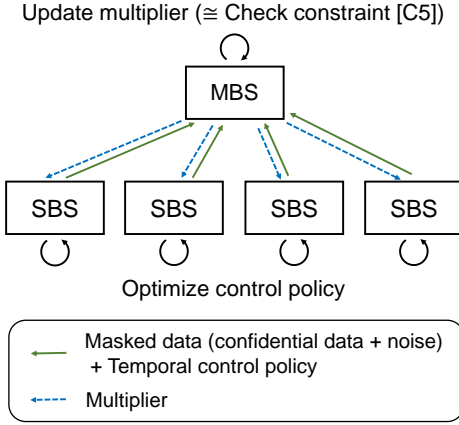 Update multiplier (≅ Check constraint [C5])
MBS
SBS SBS SBS SBS
Optimize control policy
Masked data (confidential data + noise)
+ Temporal control policy
Multiplier